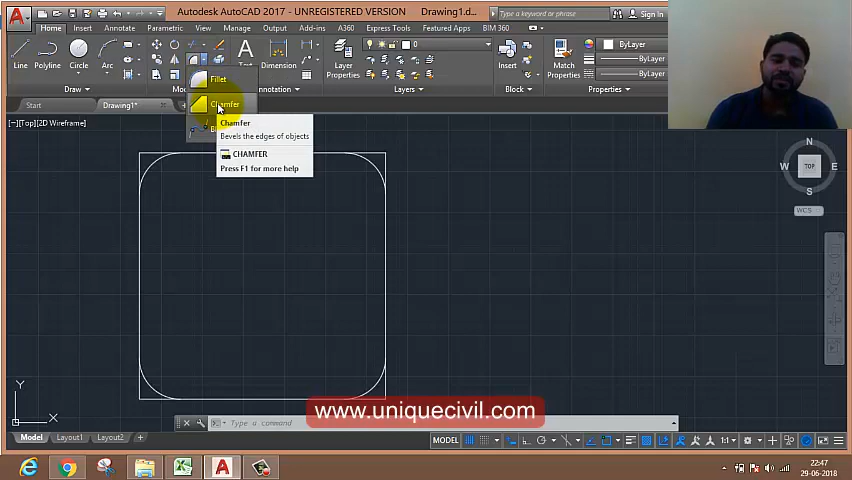 Autodesk AutoCAD 2017 - UNREGISTERED VERSION Drawing1.d...
Type a keyword or phrase
Sign In
Home Insert Annotate Parametric View Manage Output Add-ins A360 Express Tools Featured Apps BIM 360
Line Polyline Circle Arc
Text Dimension
Layer Properties
0
Insert
Match Properties
ByLayer
ByLayer
ByLayer
Draw
Annotation
Layers
Block
Properties
Fillet
Chamfer
Start
Drawing1*
[−][Top][2D Wireframe]
Chamfer
Bevels the edges of objects
CHAMFER
Press F1 for more help
N
W TOP E
S
WCS
Y
X
www.uniquecivil.com
Type a command
Model Layout1 Layout2 +
MODEL
1:1
22:47
29-06-2018